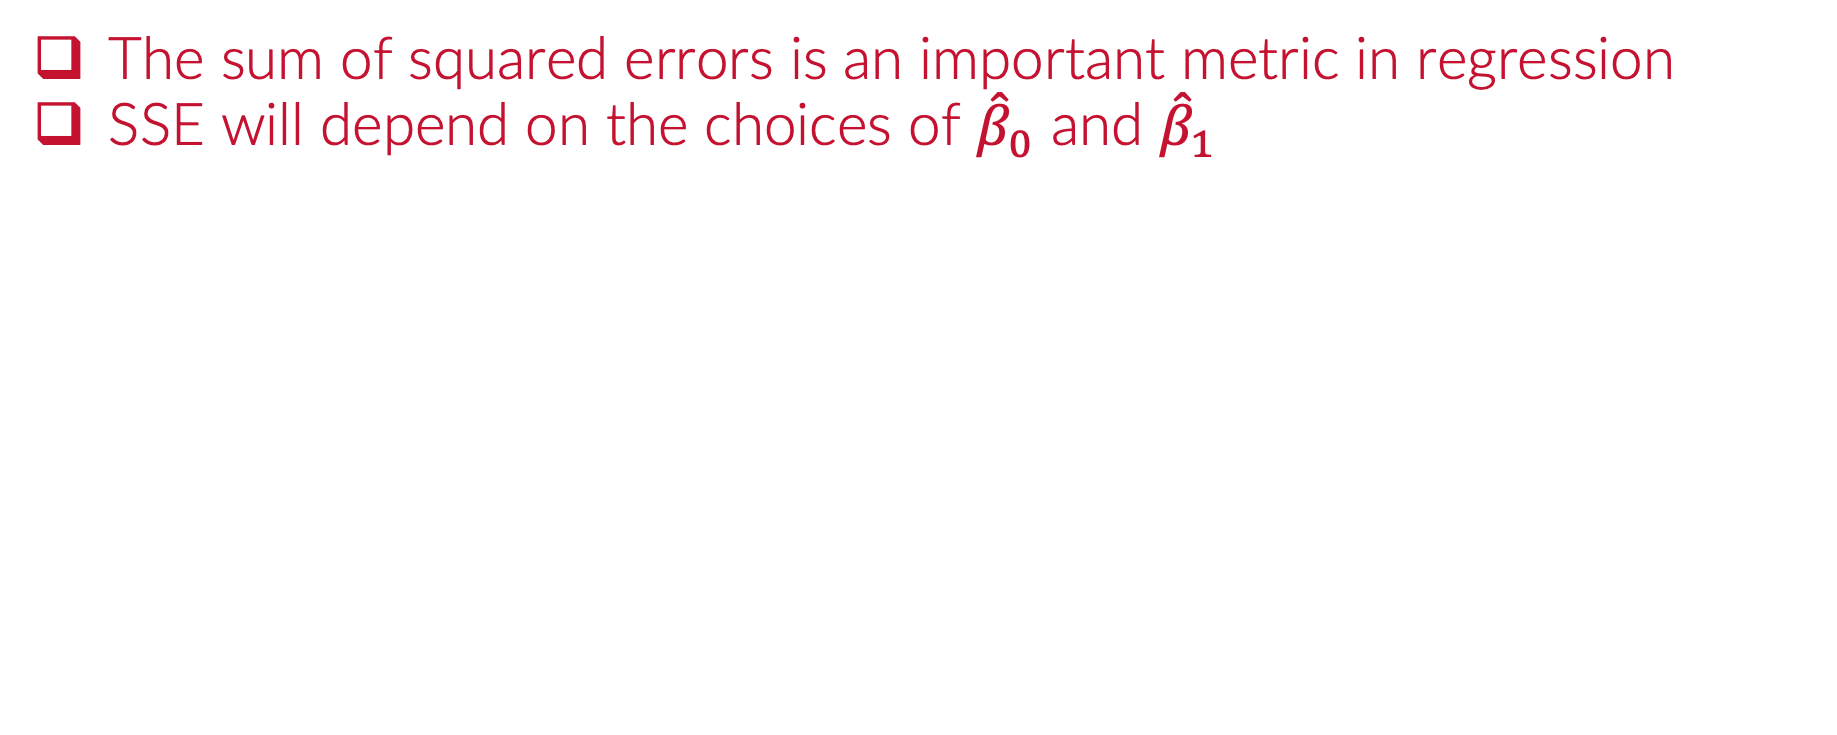 ❑ The sum of squared errors is an important metric in regression
❑ SSE will depend on the choices of β̂₀ and β̂₁